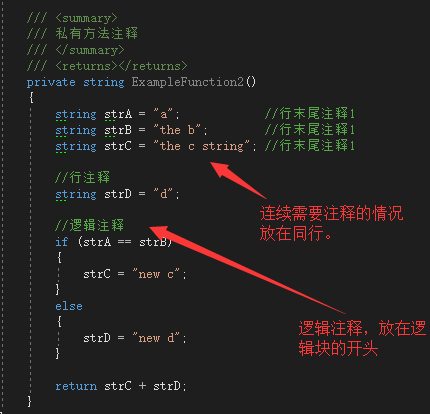 /// <summary>
/// 私有方法注释
/// </summary>
/// <returns></returns>
private string ExampleFunction2()
{
    string strA = "a";            //行末尾注释1
    string strB = "the b";        //行末尾注释1
    string strC = "the c string"; //行末尾注释1

    //行注释
    string strD = "d";

    //逻辑注释
    if (strA == strB)
    {
        strC = "new c";
    }
    else
    {
        strD = "new d";
    }

    return strC + strD;
}
连续需要注释的情况
放在同行。
逻辑注释，放在逻
辑块的开头